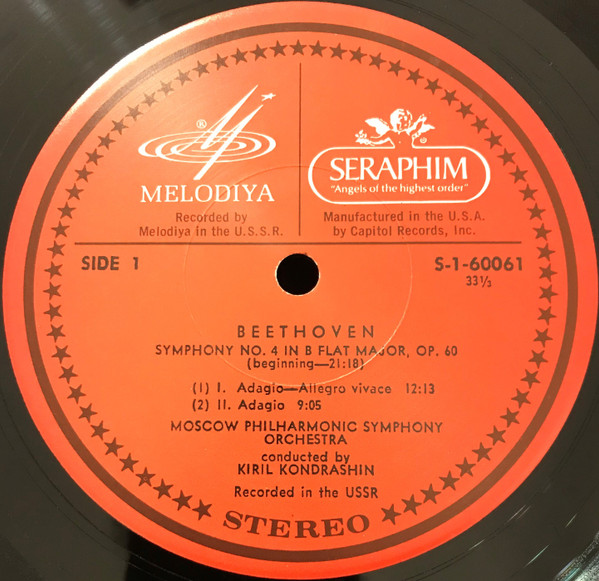 ®
MELODIYA
Recorded by
Melodiya in the U.S.S.R.
SERAPHIM
"Angels of the highest order"
Manufactured in the U.S.A.
by Capitol Records, Inc.
SIDE 1
S-1-60061
33⅓
BEETHOVEN
SYMPHONY NO. 4 IN B FLAT MAJOR, OP. 60
(beginning—21:18)
(1) I. Adagio—Allegro vivace 12:13
(2) II. Adagio 9:05
MOSCOW PHILHARMONIC SYMPHONY
ORCHESTRA
conducted by
KIRIL KONDRASHIN
Recorded in the USSR
STEREO